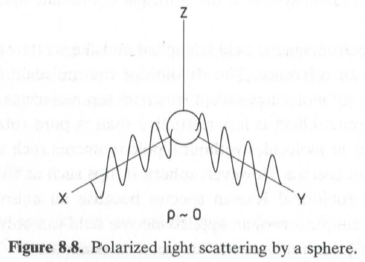 Z
X
Y
ρ ~ 0
Figure 8.8. Polarized light scattering by a sphere.